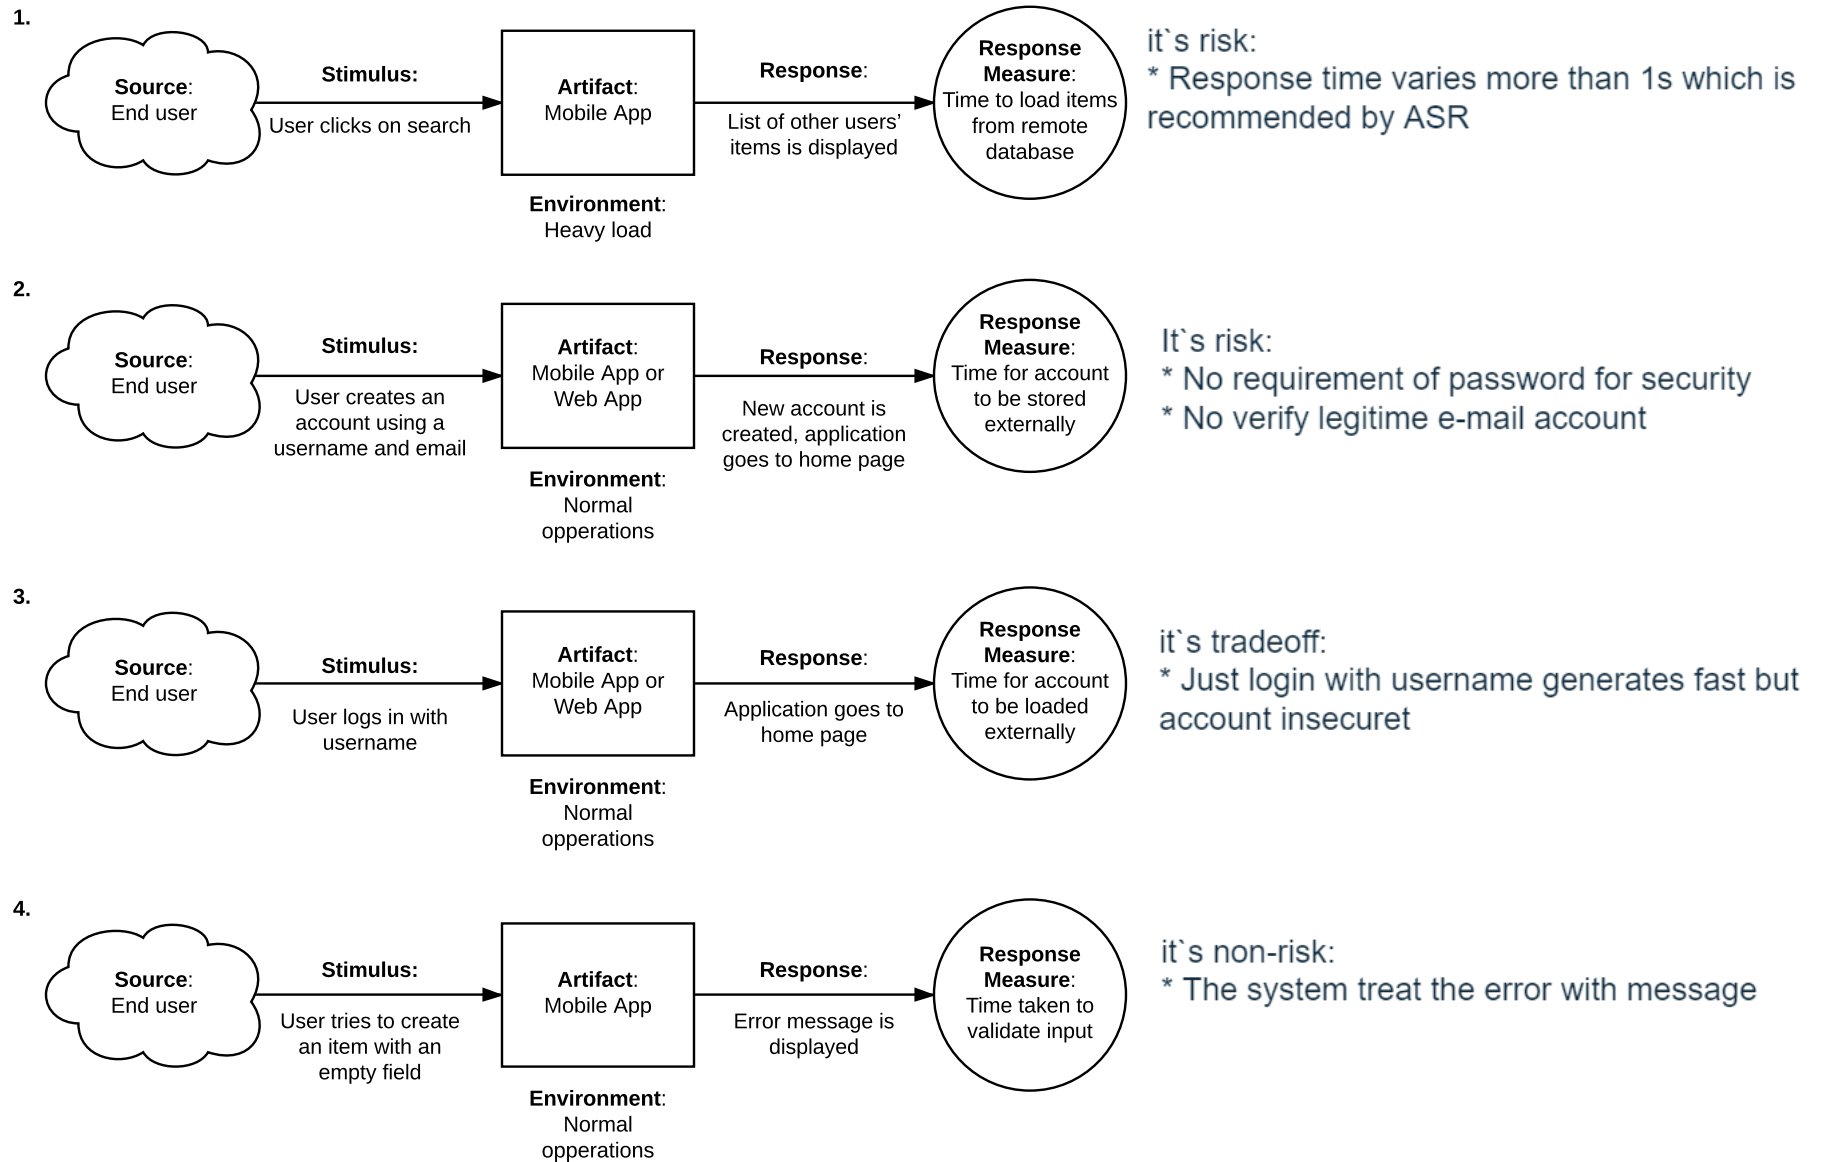 1.
Source:
End user
Stimulus:
User clicks on search
Artifact:
Mobile App
Environment:
Heavy load
Response:
List of other users’
items is displayed
Response
Measure:
Time to load items
from remote
database
it`s risk:
* Response time varies more than 1s which is
recommended by ASR
2.
Source:
End user
Stimulus:
User creates an
account using a
username and email
Artifact:
Mobile App or
Web App
Environment:
Normal
opperations
Response:
New account is
created, application
goes to home page
Response
Measure:
Time for account
to be stored
externally
It`s risk:
* No requirement of password for security
* No verify legitime e-mail account
3.
Source:
End user
Stimulus:
User logs in with
username
Artifact:
Mobile App or
Web App
Environment:
Normal
opperations
Response:
Application goes to
home page
Response
Measure:
Time for account
to be loaded
externally
it`s tradeoff:
* Just login with username generates fast but
account insecuret
4.
Source:
End user
Stimulus:
User tries to create
an item with an
empty field
Artifact:
Mobile App
Environment:
Normal
opperations
Response:
Error message is
displayed
Response
Measure:
Time taken to
validate input
it`s non-risk:
* The system treat the error with message